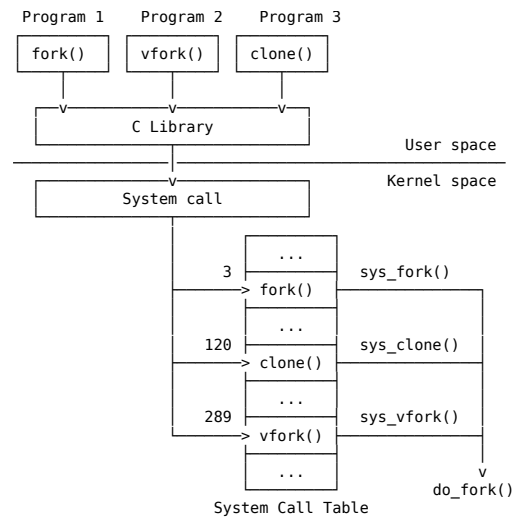 Program 1 Program 2 Program 3
fork() vfork() clone()
C Library
User space
Kernel space
System call
...
3 sys_fork()
fork()
...
120 sys_clone()
clone()
...
289 sys_vfork()
vfork()
...
do_fork()
System Call Table